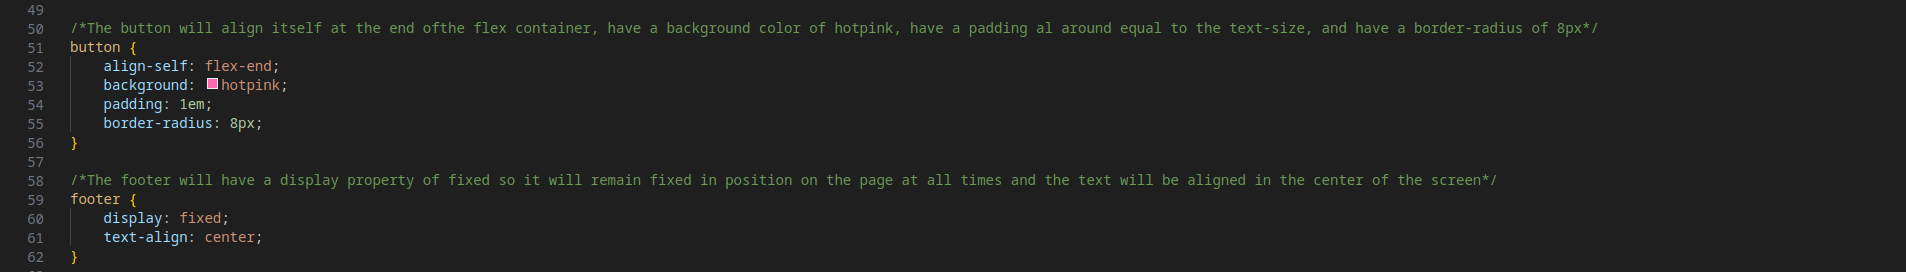 49
50 /*The button will align itself at the end ofthe flex container, have a background color of hotpink, have a padding al around equal to the text-size, and have a border-radius of 8px*/
51 button {
52 align-self: flex-end;
53 background: hotpink;
54 padding: 1em;
55 border-radius: 8px;
56 }
57
58 /*The footer will have a display property of fixed so it will remain fixed in position on the page at all times and the text will be aligned in the center of the screen*/
59 footer {
60 display: fixed;
61 text-align: center;
62 }